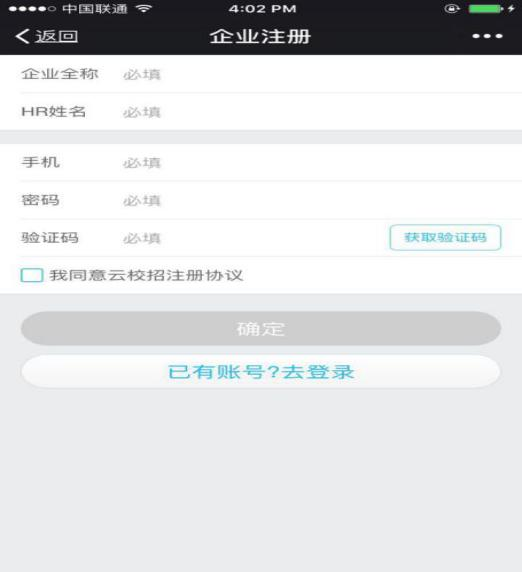 中国联通 4:02 PM
返回 企业注册
企业全称 必填
HR姓名 必填
手机 必填
密码 必填
验证码 必填 获取验证码
我同意云校招注册协议
确定
已有账号?去登录